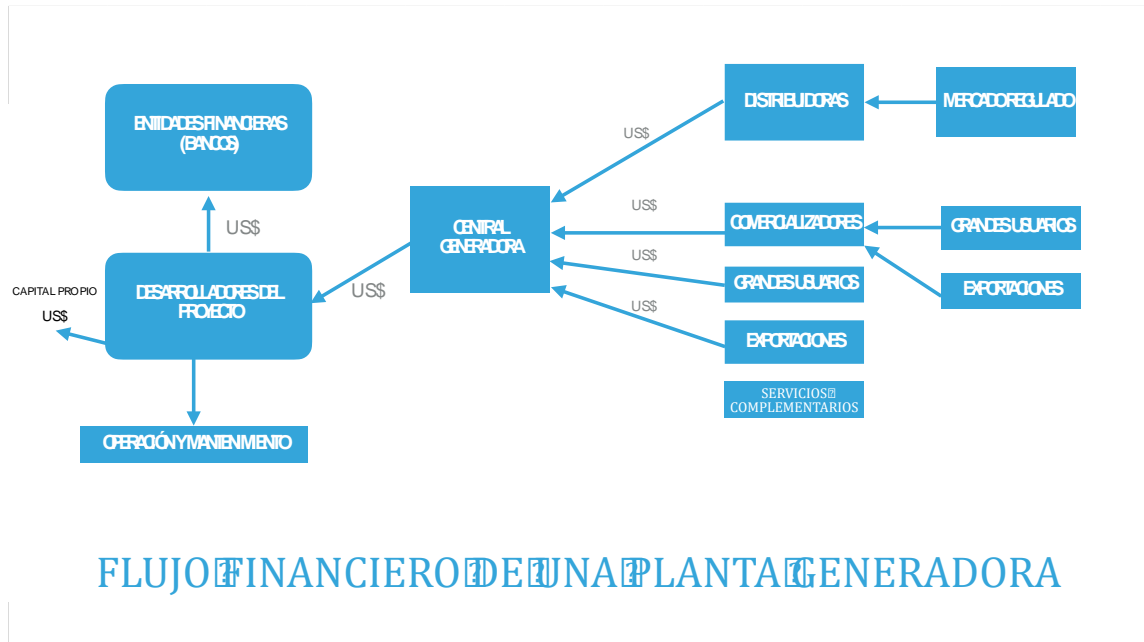 ENTIDADES FINANCIERAS
(BANCOS)
US$
DESARROLLADORES DEL
PROYECTO
CAPITAL PROPIO
US$
OPERACIÓN Y MANTENIMIENTO
US$
CENTRAL
GENERADORA
US$
US$
US$
US$
DISTRIBUIDORAS
MERCADO REGULADO
COMERCIALIZADORES
GRANDES USUARIOS
GRANDES USUARIOS
EXPORTACIONES
EXPORTACIONES
SERVICIOS
COMPLEMENTARIOS
FLUJO FINANCIERO DE UNA PLANTA GENERADORA